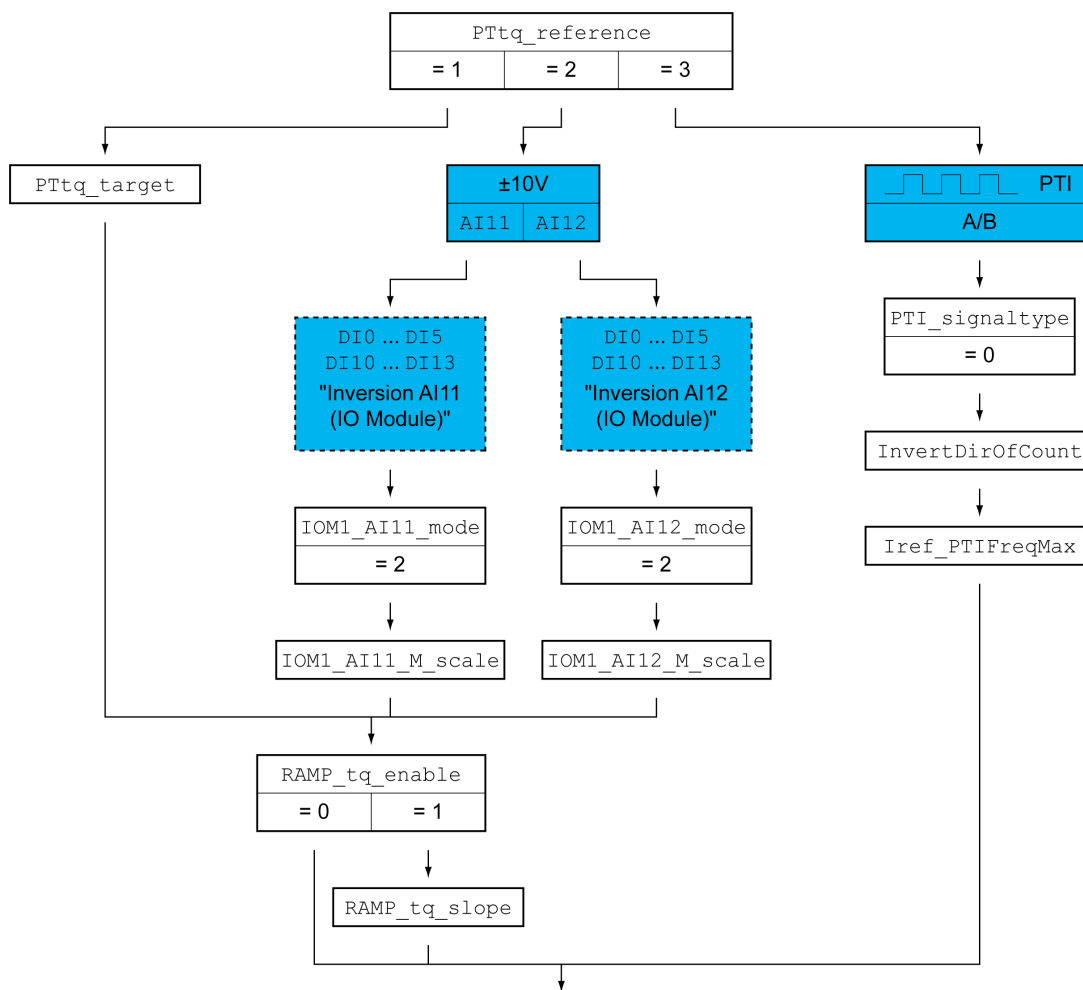 PTtq_reference
= 1 = 2 = 3
PTtq_target
±10V
AI11 AI12
PTI
A/B
DI0 ... DI5
DI10 ... DI13
"Inversion AI11
(IO Module)"
DI0 ... DI5
DI10 ... DI13
"Inversion AI12
(IO Module)"
PTI_signaltype
= 0
InvertDirOfCount
IOM1_AI11_mode
= 2
IOM1_AI12_mode
= 2
Iref_PTIFreqMax
IOM1_AI11_M_scale
IOM1_AI12_M_scale
RAMP_tq_enable
= 0 = 1
RAMP_tq_slope